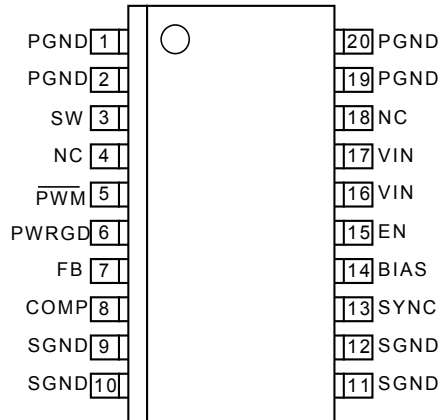 PGND 1 20 PGND
PGND 2 19 PGND
SW 3 18 NC
NC 4 17 VIN
PWM 5 16 VIN
PWRGD 6 15 EN
FB 7 14 BIAS
COMP 8 13 SYNC
SGND 9 12 SGND
SGND 10 11 SGND